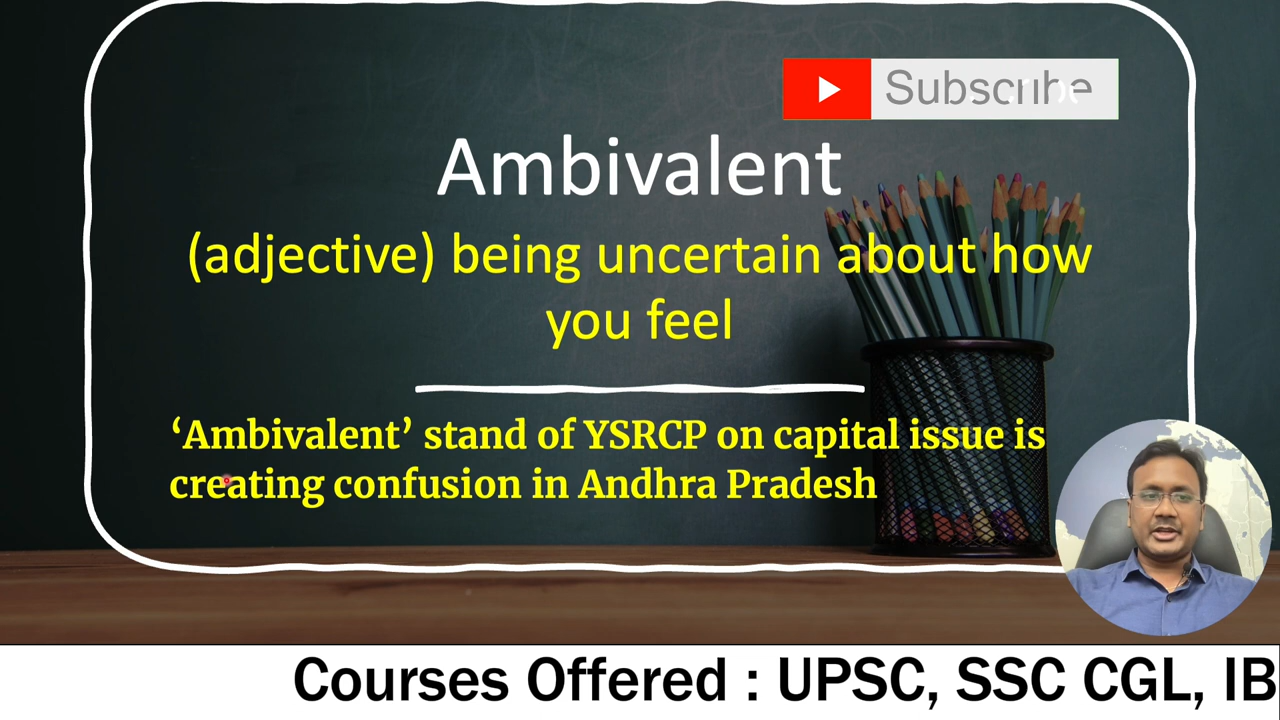 Subscribe
Ambivalent
(adjective) being uncertain about how
you feel
‘Ambivalent’ stand of YSRCP on capital issue is
creating confusion in Andhra Pradesh
Courses Offered : UPSC, SSC CGL, IB